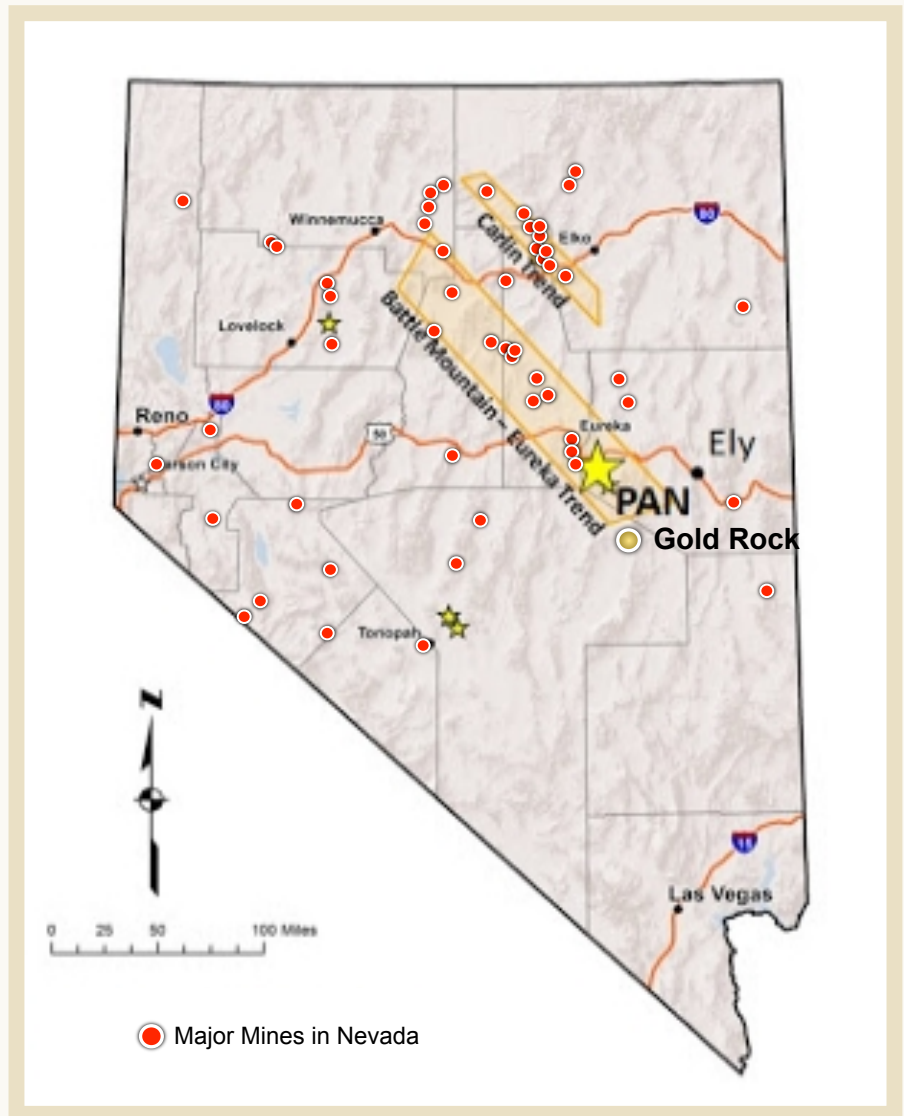 Winnemucca
80
Elko
Carlin Trend
Battle Mountain – Eureka Trend
Lovelock
80
Reno
50
Eureka
Ely
arson City
PAN
Gold Rock
Tonopah
N
15
Las Vegas
0 25 50 100 Miles
Major Mines in Nevada